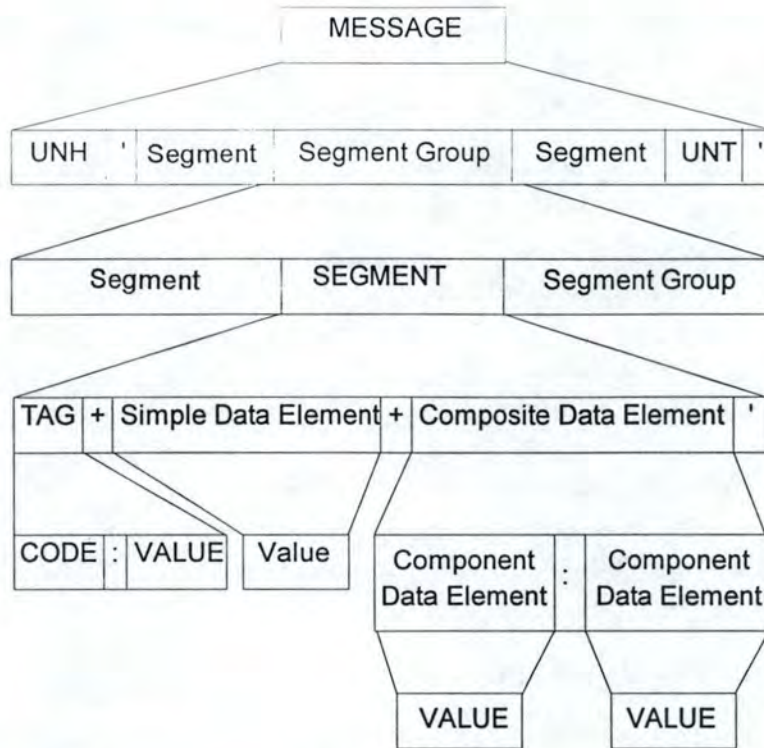 MESSAGE
UNH ' Segment Segment Group Segment UNT '
Segment SEGMENT Segment Group
TAG + Simple Data Element + Composite Data Element '
CODE : VALUE Value Component Data Element : Component Data Element
VALUE VALUE